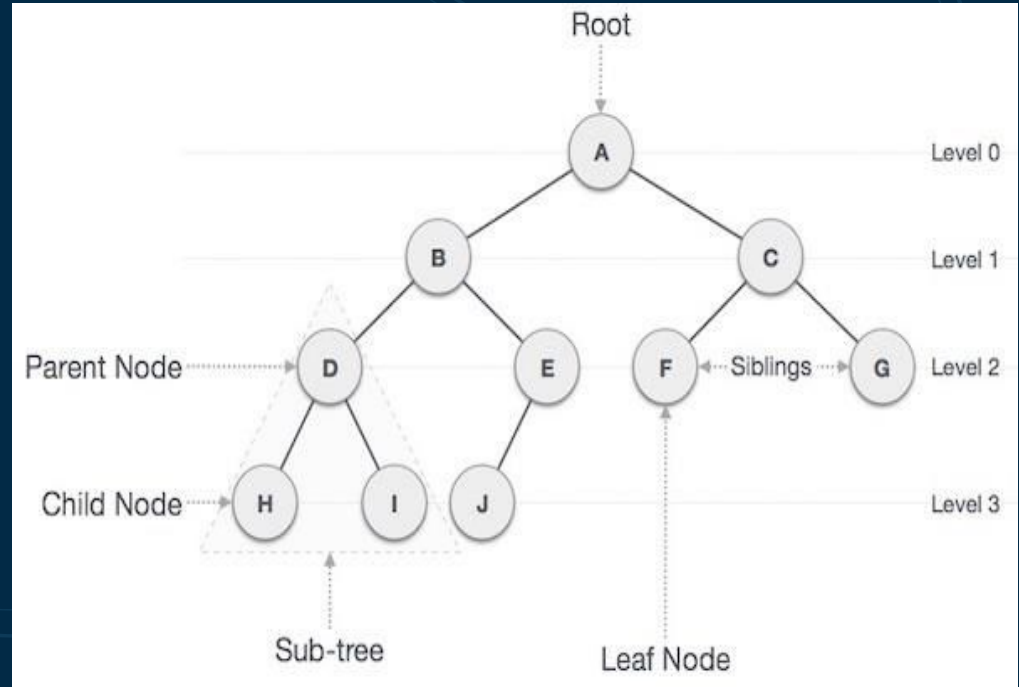 Root
A
Level 0
B
C
Level 1
Parent Node
D
E
F
Siblings
G
Level 2
Child Node
H
I
J
Level 3
Sub-tree
Leaf Node